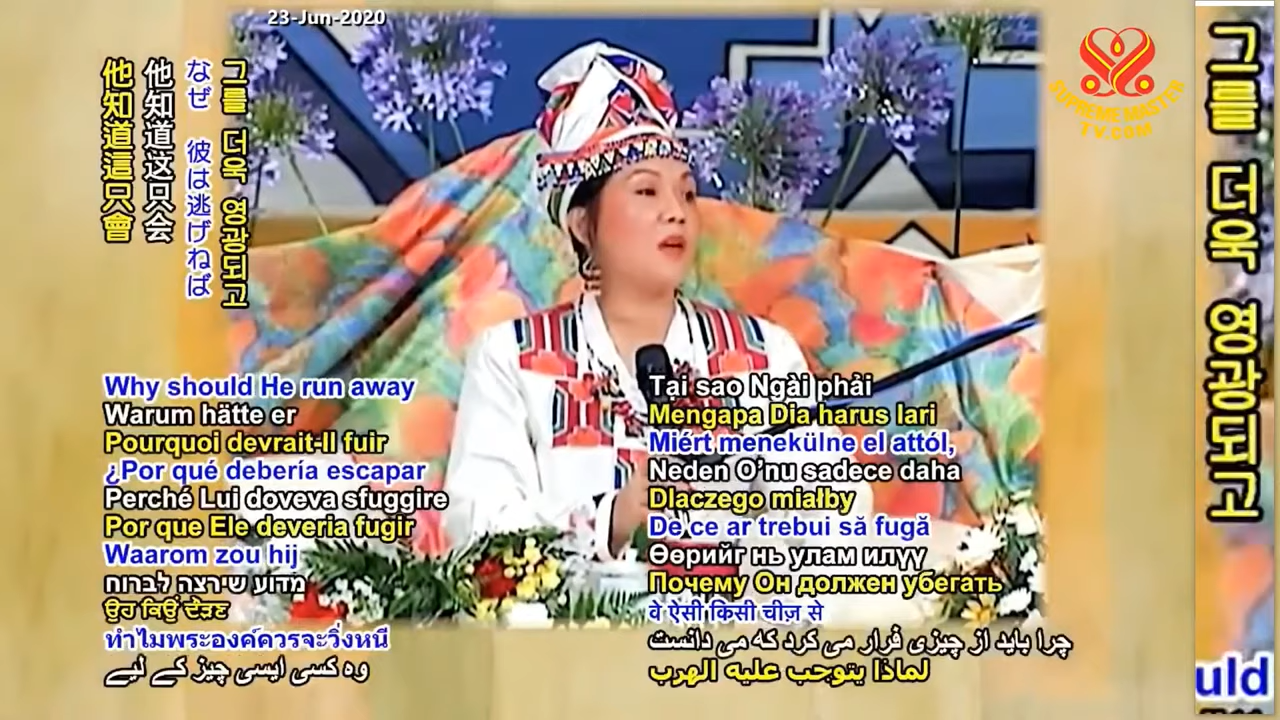 23-Jun-2020
SUPREME MASTER
TV.COM
그를 더욱 영광되고
なぜ 彼は逃げねば
他知道这只会
他知道這只會
Why should He run away
Warum hätte er
Pourquoi devrait-Il fuir
¿Por qué debería escapar
Perché Lui doveva sfuggire
Por que Ele deveria fugir
Waarom zou hij
מדוע שירצה לברוח
ਉਹ ਕਿਉਂ ਦੌੜਣ
ทำไมพระองค์ควรจะวิ่งหนี
وہ کسی ایسی چیز کے لیے
Tại sao Ngài phải
Mengapa Dia harus lari
Miért menekülne el attól,
Neden O’nu sadece daha
Dlaczego miałby
De ce ar trebui să fugă
Өөрийг нь улам илүү
Почему Он должен убегать
वे ऐसी किसी चीज़ से
چرا باید از چیزی فرار می کرد که می دانست
لماذا يتوجب عليه الهرب
그를 더욱 영광되고
uld